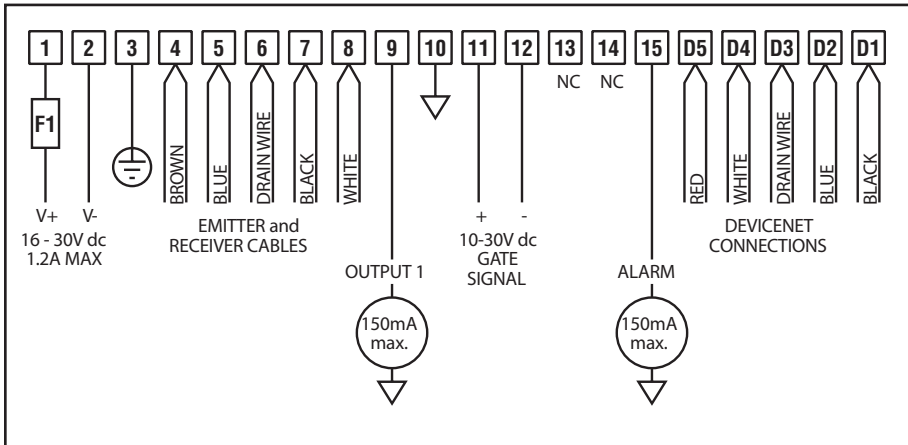 1 2 3 4 5 6 7 8 9 10 11 12 13 14 15 D5 D4 D3 D2 D1
NC NC
F1
BROWN
BLUE
DRAIN WIRE
BLACK
WHITE
RED
WHITE
DRAIN WIRE
BLUE
BLACK
V+ V-
16 - 30V dc
1.2A MAX
EMITTER and
RECEIVER CABLES
+ -
10-30V dc
GATE
SIGNAL
DEVICENET
CONNECTIONS
OUTPUT 1
150mA
max.
ALARM
150mA
max.